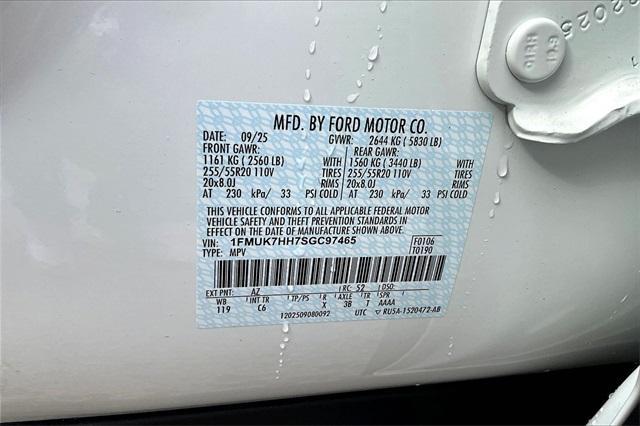 22025
MFD. BY FORD MOTOR CO.
DATE: 09/25 GVWR: 2644 KG ( 5830 LB)
FRONT GAWR: REAR GAWR:
1161 KG ( 2560 LB) WITH 1560 KG ( 3440 LB) WITH
255/55R20 110V TIRES 255/55R20 110V TIRES
20x8.0J RIMS 20x8.0J RIMS
AT 230 kPa/ 33 PSI COLD AT 230 kPa/ 33 PSI COLD
THIS VEHICLE CONFORMS TO ALL APPLICABLE FEDERAL MOTOR
VEHICLE SAFETY AND THEFT PREVENTION STANDARDS IN
EFFECT ON THE DATE OF MANUFACTURE SHOWN ABOVE.
VIN: 1FMUK7HH7SGC97465 F0106
TYPE: MPV T0190
EXT PNT: AZ RC: 52 DSO:
WB INT TR TP/PS R AXLE TR SPR
119 C6 X 3B T AAAA
1202509080092 UTC ▽ RU5A-1520472-AB